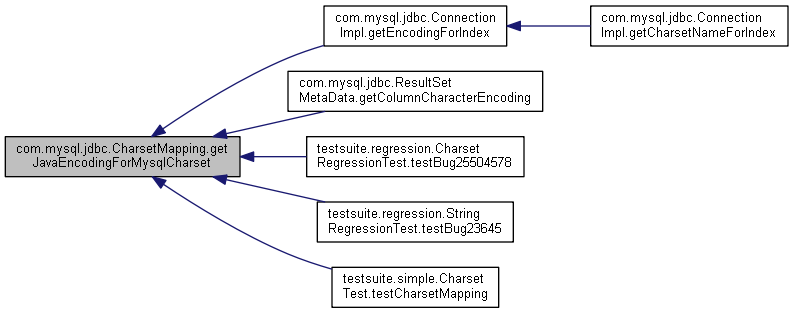 com.mysql.jdbc.Connection
Impl.getEncodingForIndex
com.mysql.jdbc.Connection
Impl.getCharsetNameForIndex
com.mysql.jdbc.ResultSet
MetaData.getColumnCharacterEncoding
com.mysql.jdbc.CharsetMapping.get
JavaEncodingForMysqlCharset
testsuite.regression.Charset
RegressionTest.testBug25504578
testsuite.regression.String
RegressionTest.testBug23645
testsuite.simple.Charset
Test.testCharsetMapping